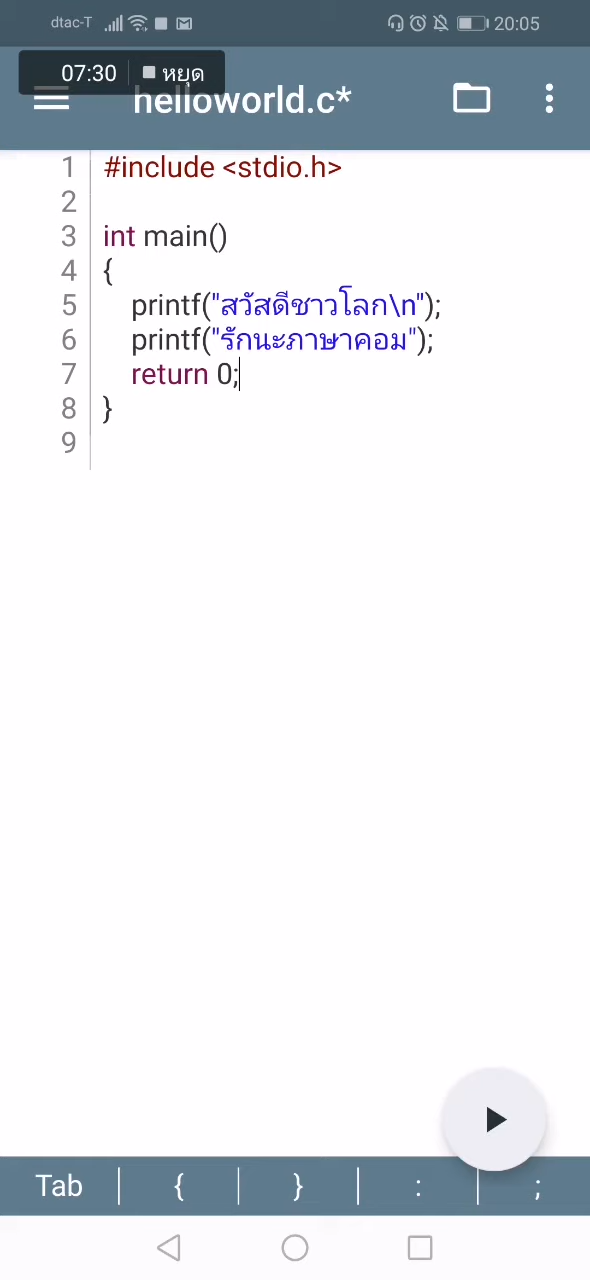 dtac-T 20:05
07:30 หยุด
helloworld.c*
1 #include <stdio.h>
2
3 int main()
4 {
5 printf("สวัสดีชาวโลก\n");
6 printf("รักนะภาษาคอม");
7 return 0;
8 }
9
Tab { } : ;